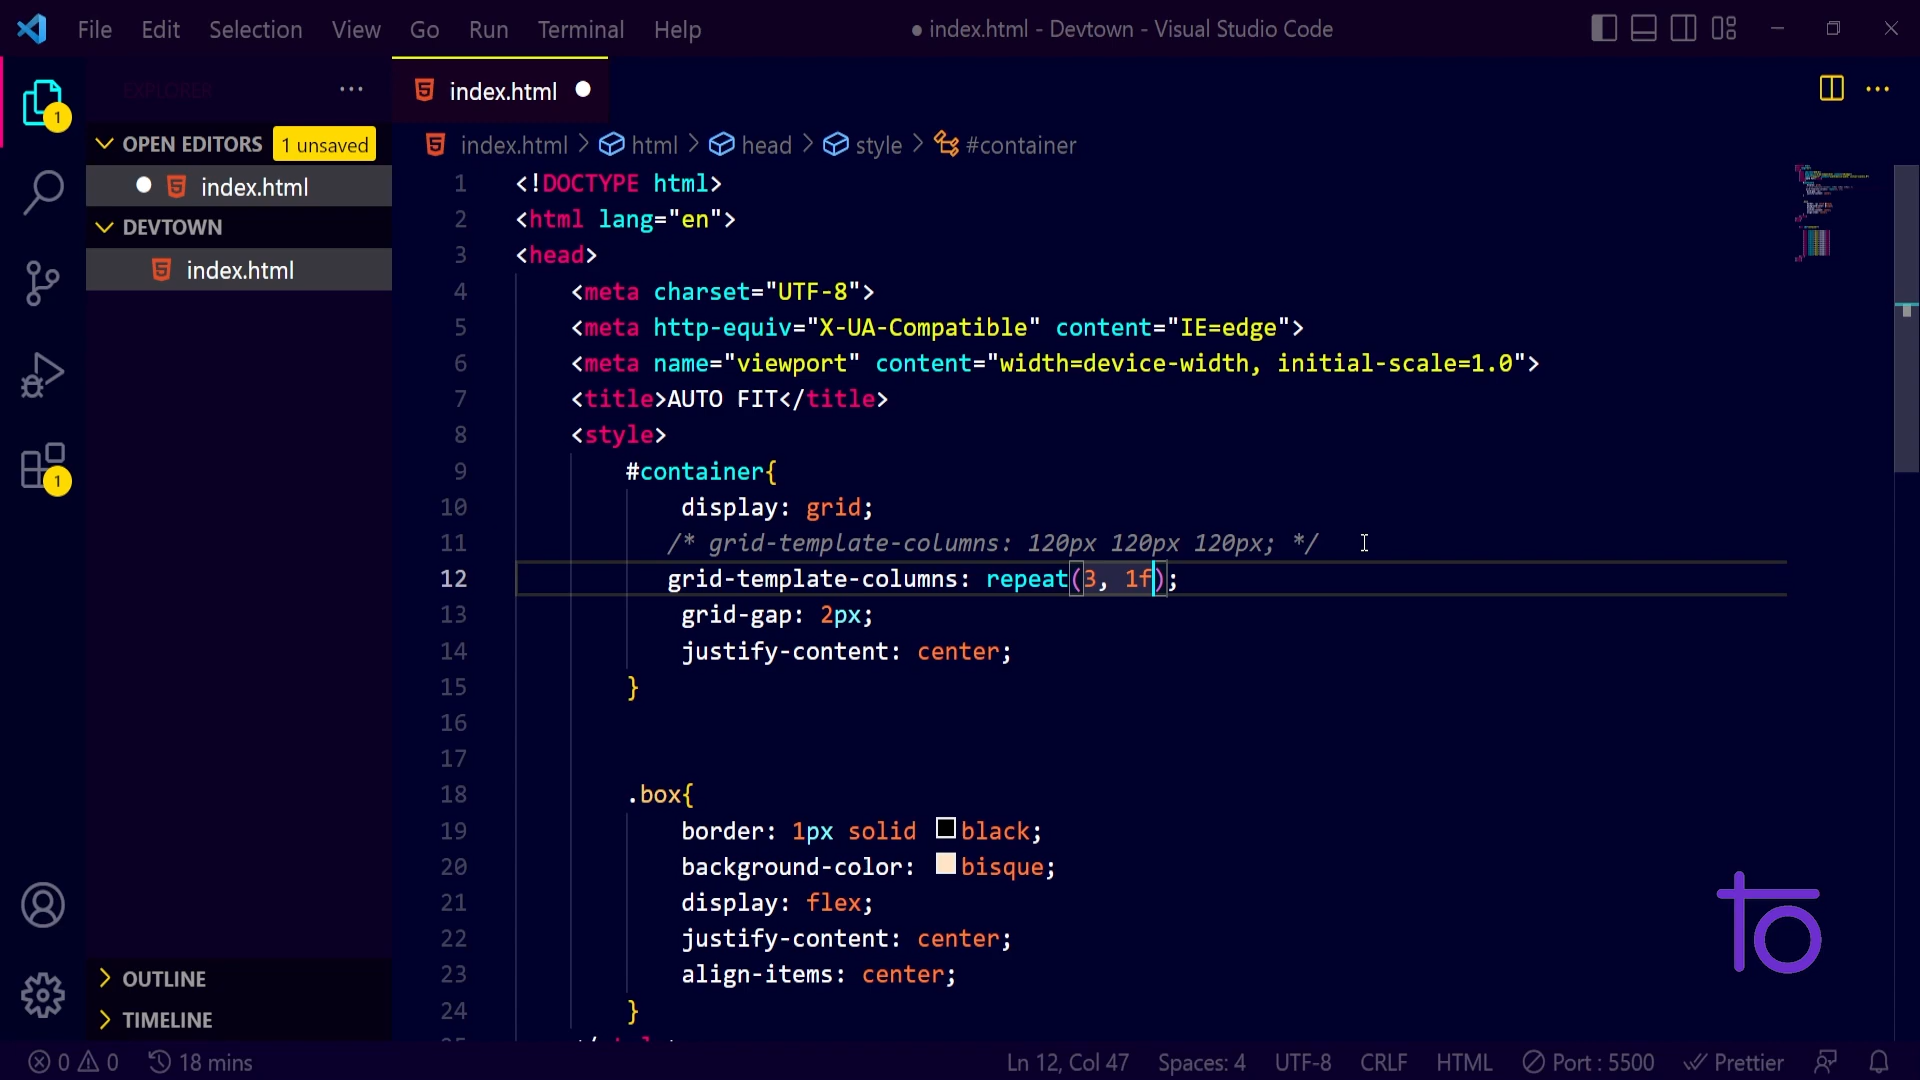 File Edit Selection View Go Run Terminal Help
● index.html - Devtown - Visual Studio Code
EXPLORER
index.html
1
OPEN EDITORS 1 unsaved
index.html
DEVTOWN
index.html
1
OUTLINE
TIMELINE
index.html > html > head > style > #container
1 <!DOCTYPE html>
2 <html lang="en">
3 <head>
4 <meta charset="UTF-8">
5 <meta http-equiv="X-UA-Compatible" content="IE=edge">
6 <meta name="viewport" content="width=device-width, initial-scale=1.0">
7 <title>AUTO FIT</title>
8 <style>
9 #container{
10 display: grid;
11 /* grid-template-columns: 120px 120px 120px; */
12 grid-template-columns: repeat(3, 1f);
13 grid-gap: 2px;
14 justify-content: center;
15 }
16
17
18 .box{
19 border: 1px solid black;
20 background-color: bisque;
21 display: flex;
22 justify-content: center;
23 align-items: center;
24 }
0 0 18 mins
Ln 12, Col 47 Spaces: 4 UTF-8 CRLF HTML Port : 5500 Prettier